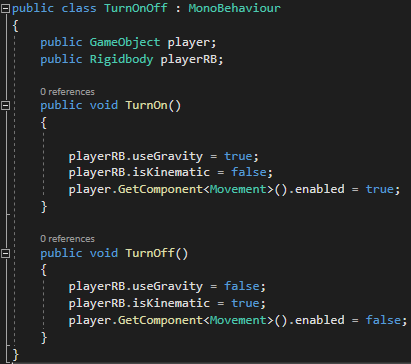 public class TurnOnOff : MonoBehaviour
{
    public GameObject player;
    public Rigidbody playerRB;
    0 references
    public void TurnOn()
    {
        playerRB.useGravity = true;
        playerRB.isKinematic = false;
        player.GetComponent<Movement>().enabled = true;
    }
    0 references
    public void TurnOff()
    {
        playerRB.useGravity = false;
        playerRB.isKinematic = true;
        player.GetComponent<Movement>().enabled = false;
    }
}